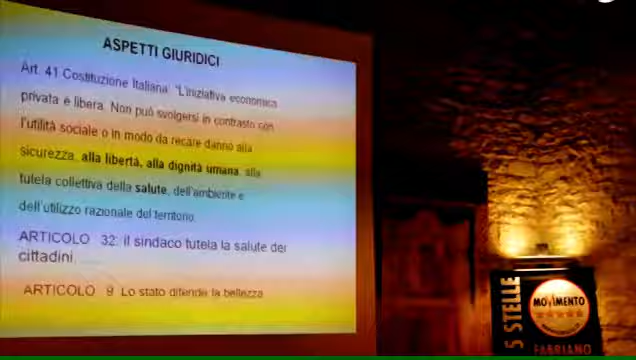 ASPETTI GIURIDICI
Art. 41 Costituzione Italiana: "L'iniziativa economica
privata è libera. Non può svolgersi in contrasto con
l'utilità sociale o in modo da recare danno alla
sicurezza, alla libertà, alla dignità umana, alla
tutela collettiva della salute, dell'ambiente e
dell'utilizzo razionale del territorio.
ARTICOLO 32: il sindaco tutela la salute dei
cittadini.
ARTICOLO 9 Lo stato difende la bellezza
5 STELLE
MOVIMENTO
FABRIANO